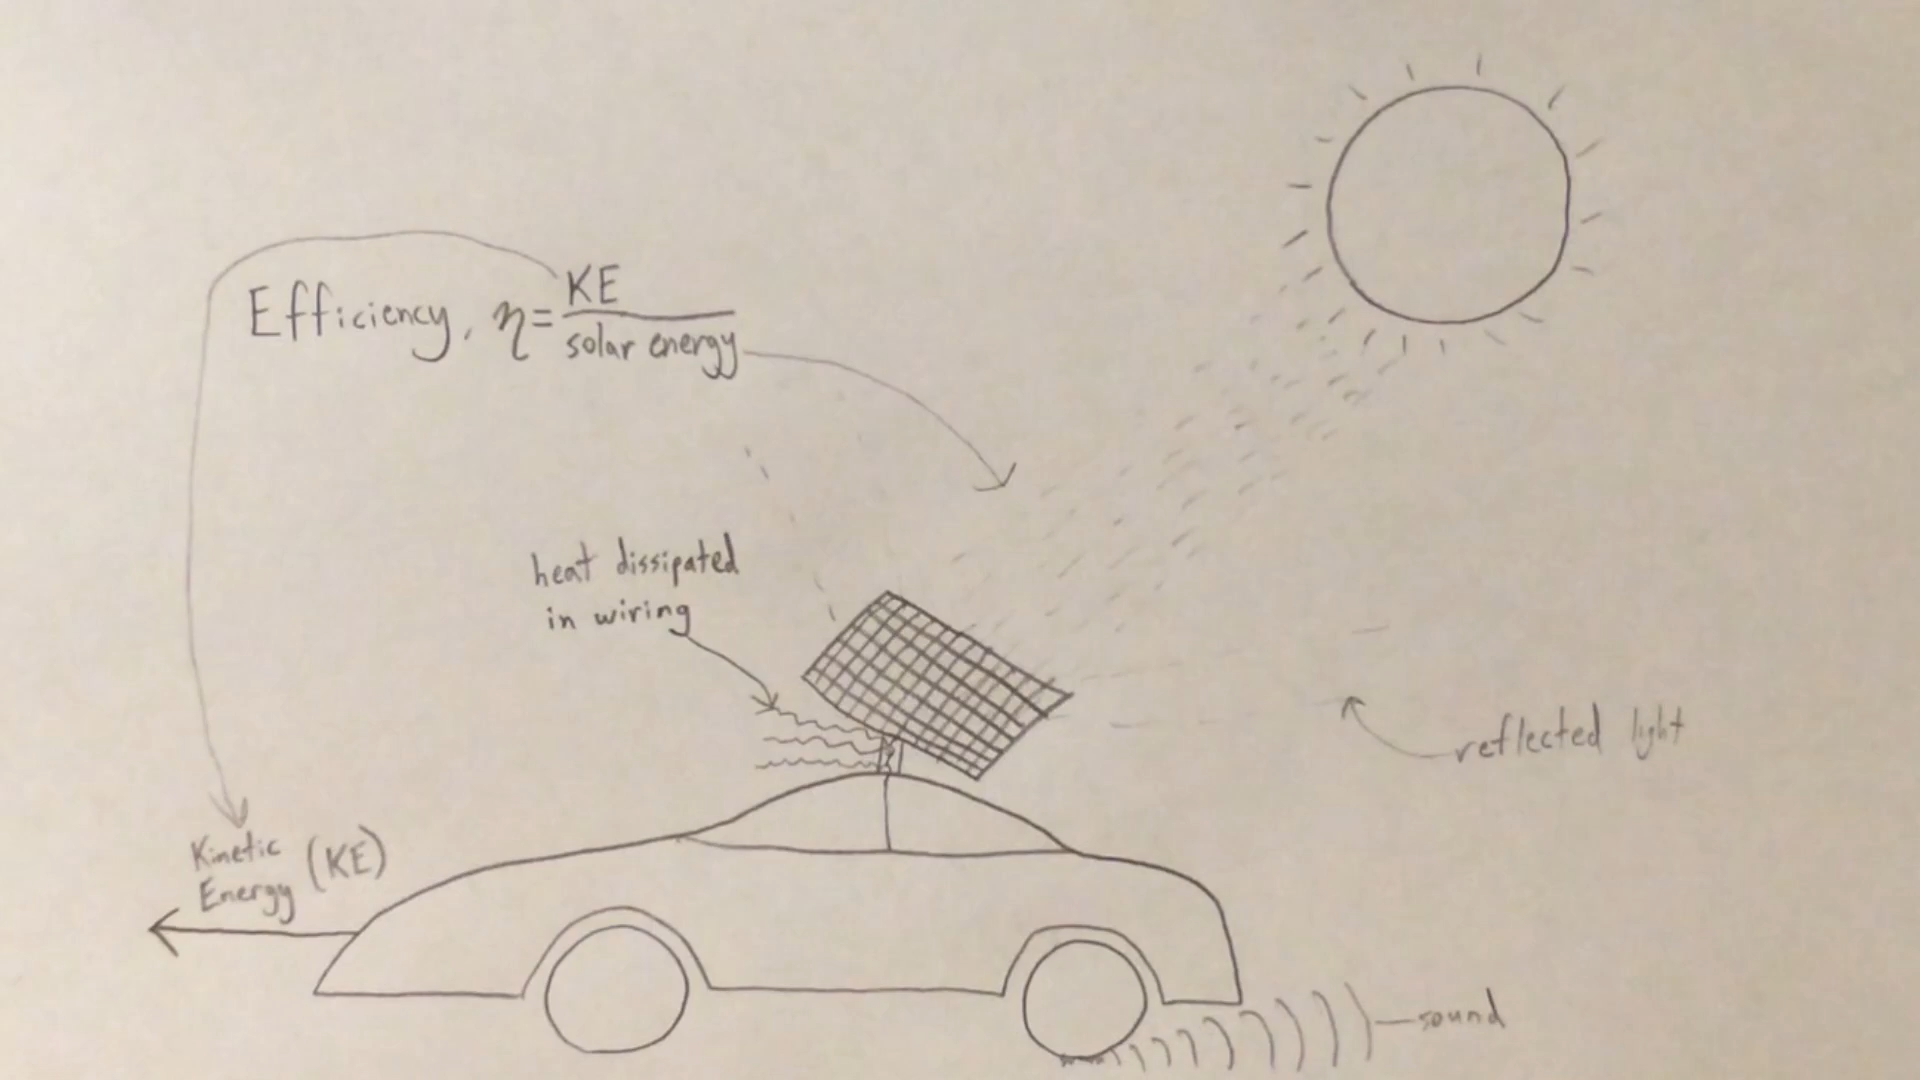 Efficiency, η = KE / solar energy
heat dissipated
in wiring
reflected light
Kinetic
Energy (KE)
sound